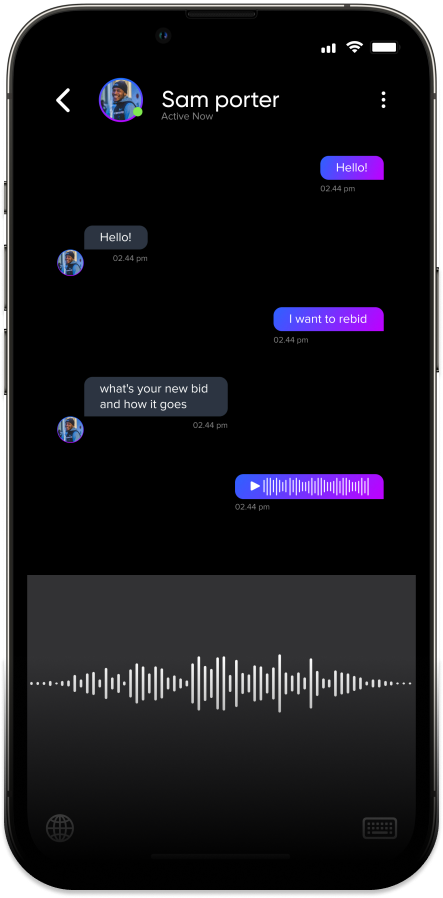 Sam porter
Active Now
Hello!
02.44 pm
Hello!
02.44 pm
I want to rebid
02.44 pm
what's your new bid
and how it goes
02.44 pm
02.44 pm